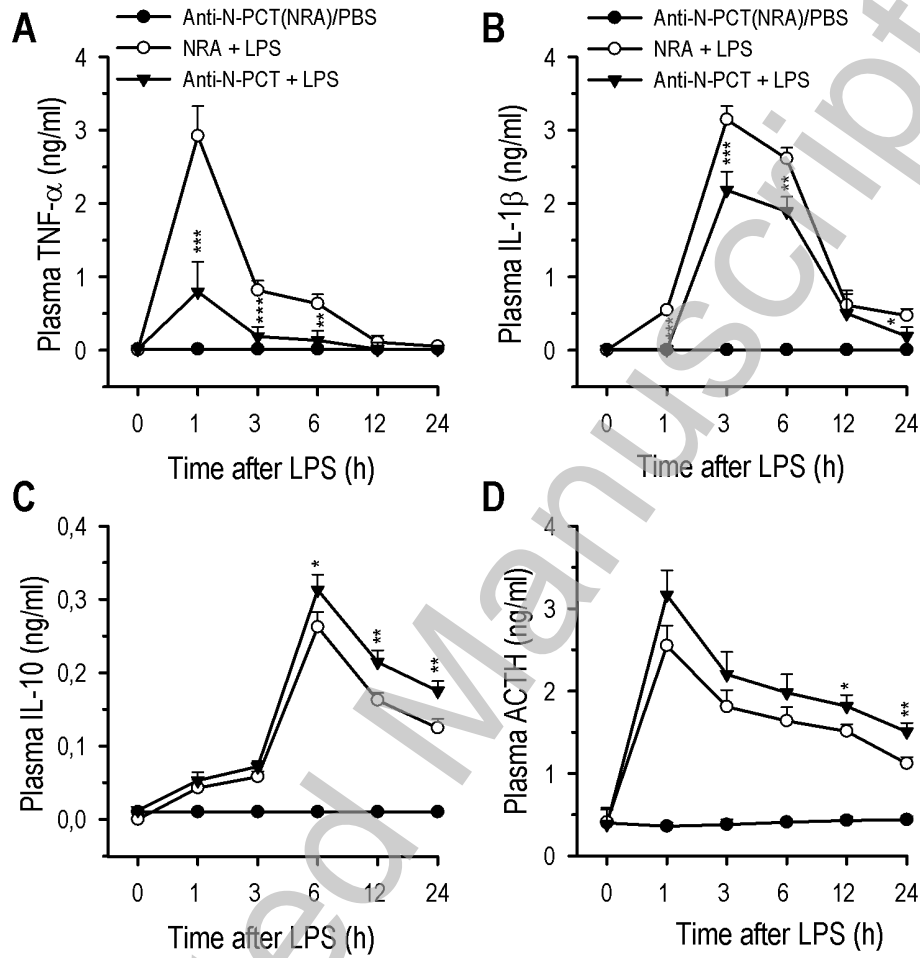 A
Anti-N-PCT(NRA)/PBS
NRA + LPS
Anti-N-PCT + LPS
Plasma TNF-α (ng/ml)
4
3
2
1
0
***
***
**
0 1 3 6 12 24
Time after LPS (h)
B
Anti-N-PCT(NRA)/PBS
NRA + LPS
Anti-N-PCT + LPS
Plasma IL-1β (ng/ml)
4
3
2
1
0
***
***
**
*
0 1 3 6 12 24
Time after LPS (h)
C
Plasma IL-10 (ng/ml)
0,4
0,3
0,2
0,1
0,0
*
**
**
0 1 3 6 12 24
Time after LPS (h)
D
Plasma ACTH (ng/ml)
4
3
2
1
0
*
**
0 1 3 6 12 24
Time after LPS (h)
ted Manuscript